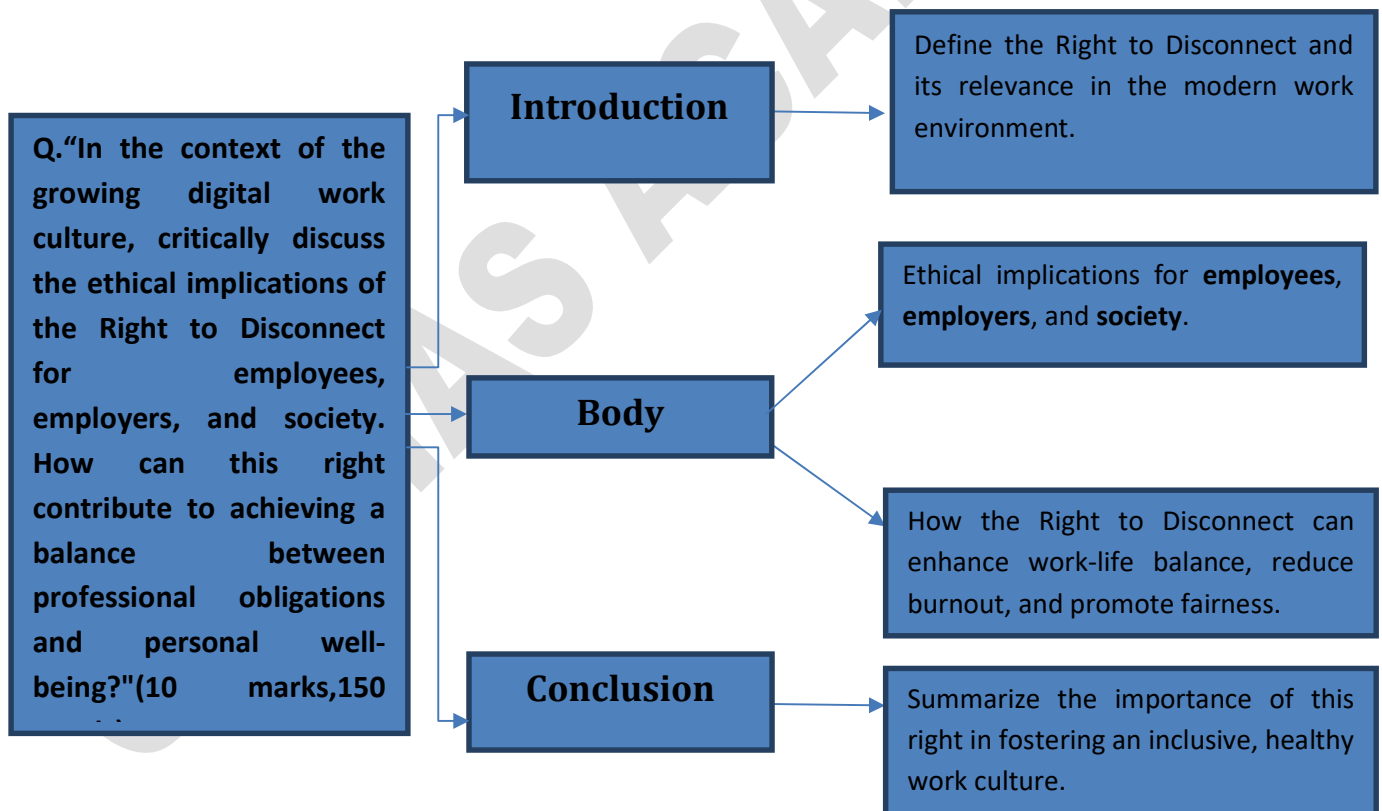 Q.“In the context of the
growing digital work
culture, critically discuss
the ethical implications of
the Right to Disconnect
for employees,
employers, and society.
How can this right
contribute to achieving a
balance between
professional obligations
and personal well-
being?"(10 marks,150
Introduction
Define the Right to Disconnect and
its relevance in the modern work
environment.
Body
Ethical implications for employees,
employers, and society.
How the Right to Disconnect can
enhance work-life balance, reduce
burnout, and promote fairness.
Conclusion
Summarize the importance of this
right in fostering an inclusive, healthy
work culture.